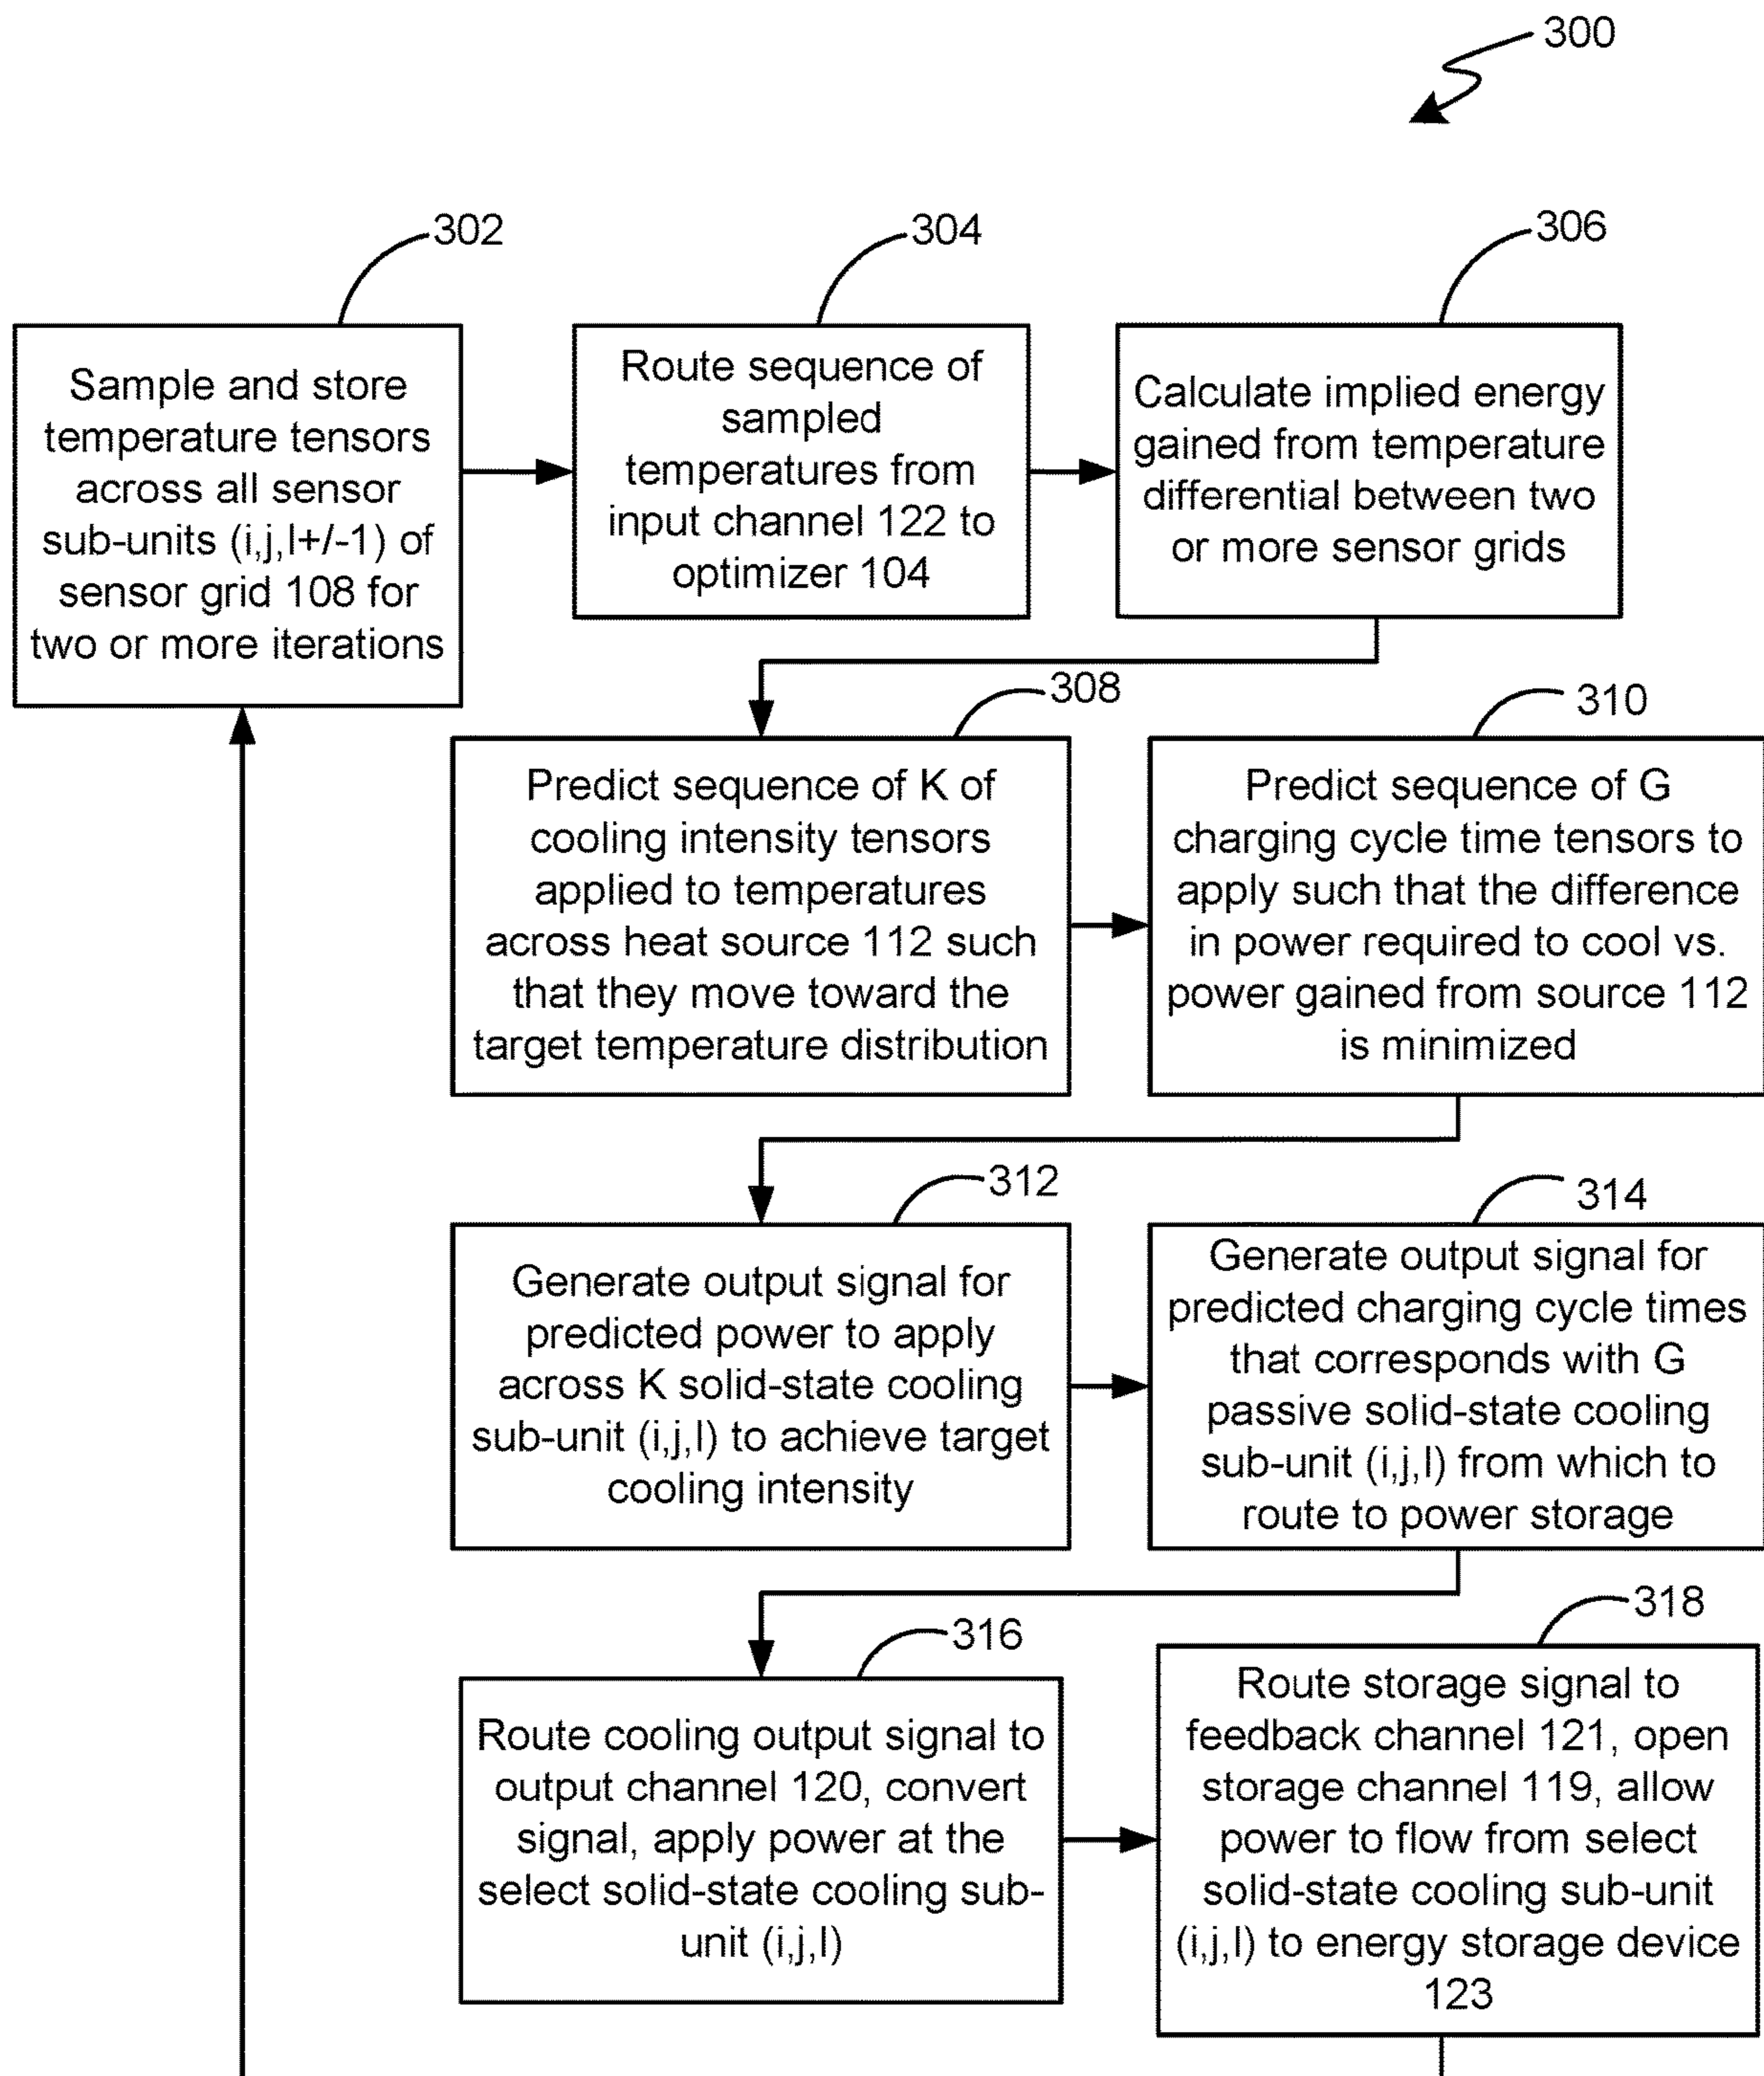 300
302
304
306
Sample and store
temperature tensors
across all sensor
sub-units (i,j,l+/-1) of
sensor grid 108 for
two or more iterations
Route sequence of
sampled
temperatures from
input channel 122 to
optimizer 104
Calculate implied energy
gained from temperature
differential between two
or more sensor grids
308
310
Predict sequence of K of
cooling intensity tensors
applied to temperatures
across heat source 112 such
that they move toward the
target temperature distribution
Predict sequence of G
charging cycle time tensors to
apply such that the difference
in power required to cool vs.
power gained from source 112
is minimized
312
314
Generate output signal for
predicted power to apply
across K solid-state cooling
sub-unit (i,j,l) to achieve target
cooling intensity
Generate output signal for
predicted charging cycle times
that corresponds with G
passive solid-state cooling
sub-unit (i,j,l) from which to
route to power storage
316
318
Route cooling output signal to
output channel 120, convert
signal, apply power at the
select solid-state cooling sub-
unit (i,j,l)
Route storage signal to
feedback channel 121, open
storage channel 119, allow
power to flow from select
solid-state cooling sub-unit
(i,j,l) to energy storage device
123